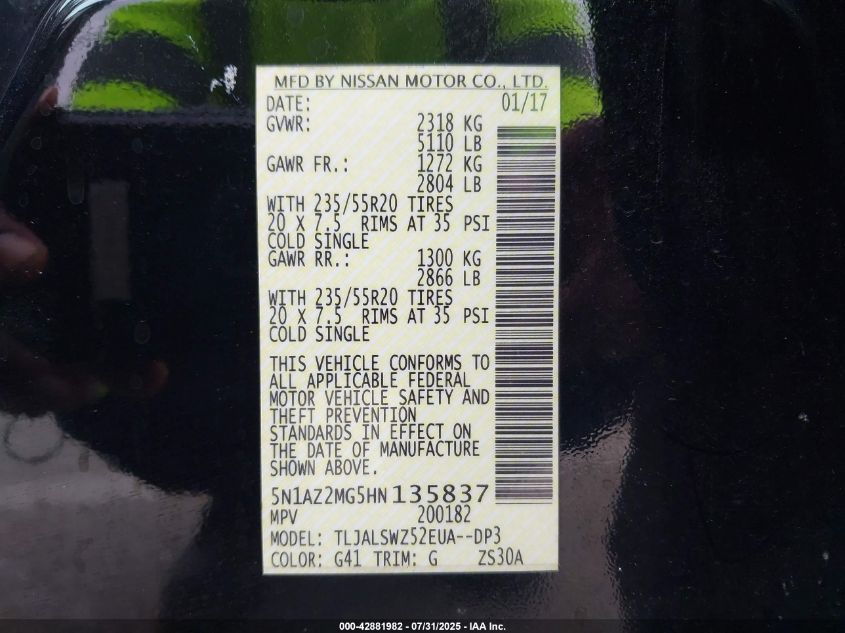 MFD BY NISSAN MOTOR CO., LTD.
DATE: 01/17
GVWR: 2318 KG
5110 LB
GAWR FR.: 1272 KG
2804 LB
WITH 235/55R20 TIRES
20 X 7.5 RIMS AT 35 PSI
COLD SINGLE
GAWR RR.: 1300 KG
2866 LB
WITH 235/55R20 TIRES
20 X 7.5 RIMS AT 35 PSI
COLD SINGLE
THIS VEHICLE CONFORMS TO
ALL APPLICABLE FEDERAL
MOTOR VEHICLE SAFETY AND
THEFT PREVENTION
STANDARDS IN EFFECT ON
THE DATE OF MANUFACTURE
SHOWN ABOVE.
5N1AZ2MG5HN135837
MPV 200182
MODEL: TLJALSWZ52EUA--DP3
COLOR: G41 TRIM: G ZS30A
000-42881982 - 07/31/2025 - IAA Inc.